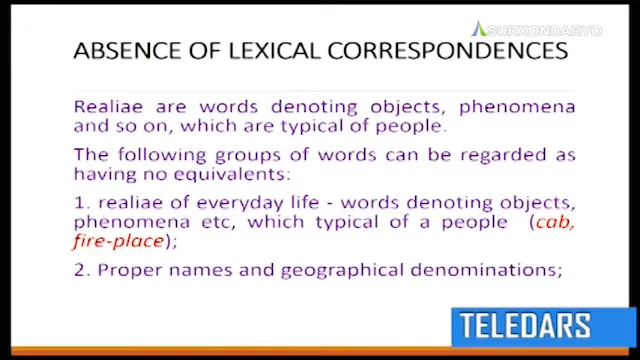 SURXONDARYO
ABSENCE OF LEXICAL CORRESPONDENCES
Realiae are words denoting objects, phenomena
and so on, which are typical of people.
The following groups of words can be regarded as
having no equivalents:
1. realiae of everyday life - words denoting objects,
phenomena etc, which typical of a people (cab,
fire-place);
2. Proper names and geographical denominations;
TELEDARS